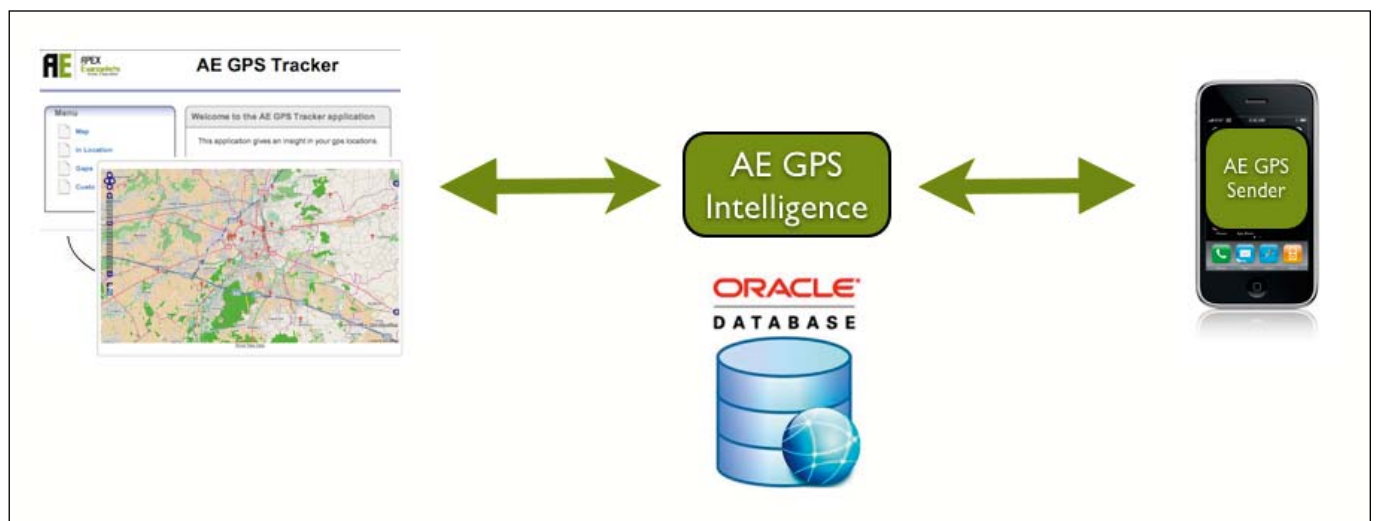 AE
APEX
Evangelists
AE GPS Tracker
Menu
Map
In Location
Gaps
Welcome to the AE GPS Tracker application
This application gives an insight in your gps locations.
AE GPS
Intelligence
ORACLE
DATABASE
AE GPS
Sender